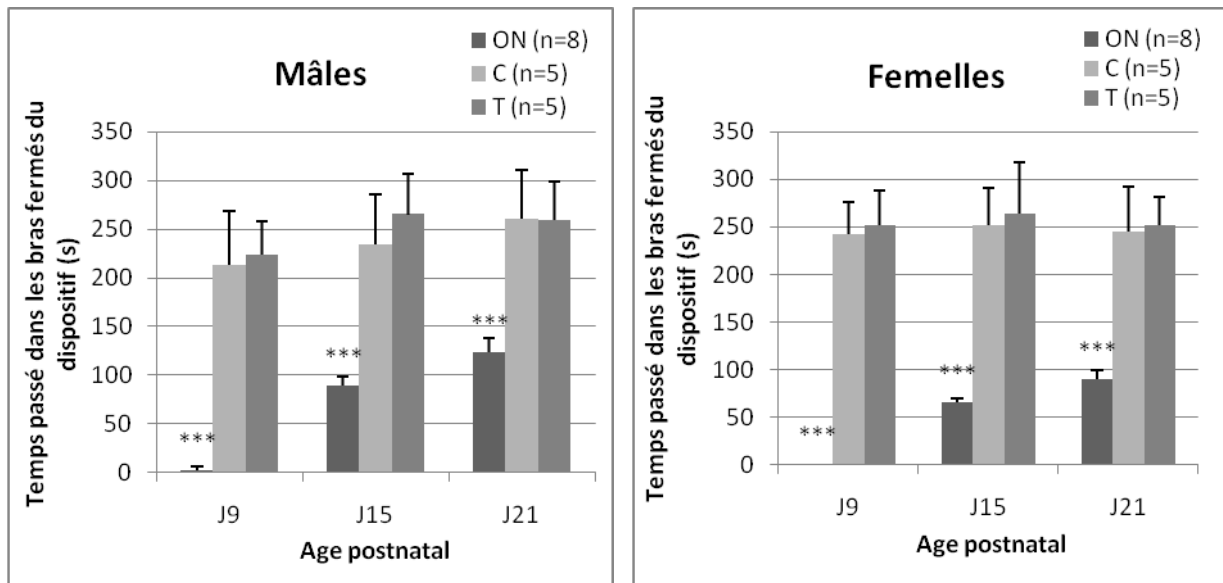 Mâles
ON (n=8)
C (n=5)
T (n=5)
Temps passé dans les bras fermés du
dispositif (s)
350
300
250
200
150
100
50
0
***
***
***
J9 J15 J21
Age postnatal
Femelles
ON (n=8)
C (n=5)
T (n=5)
Temps passé dans les bras fermés du
dispositif (s)
350
300
250
200
150
100
50
0
***
***
***
J9 J15 J21
Age postnatal